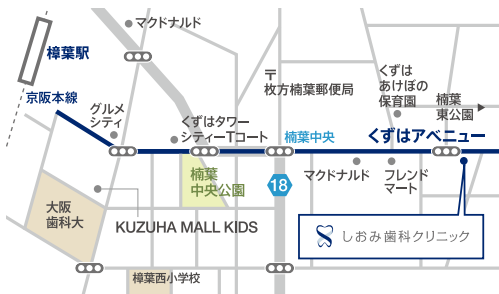 マクドナルド
樟葉駅
京阪本線
グルメ
シティ
くずはタワー
シティーTコート
〒
枚方楠葉郵便局
くずは
あけぼの
保育園
楠葉
東公園
楠葉中央
くずはアベニュー
楠葉
中央公園
18
マクドナルド
フレンド
マート
大阪
歯科大
KUZUHA MALL KIDS
しおみ歯科クリニック
樟葉西小学校